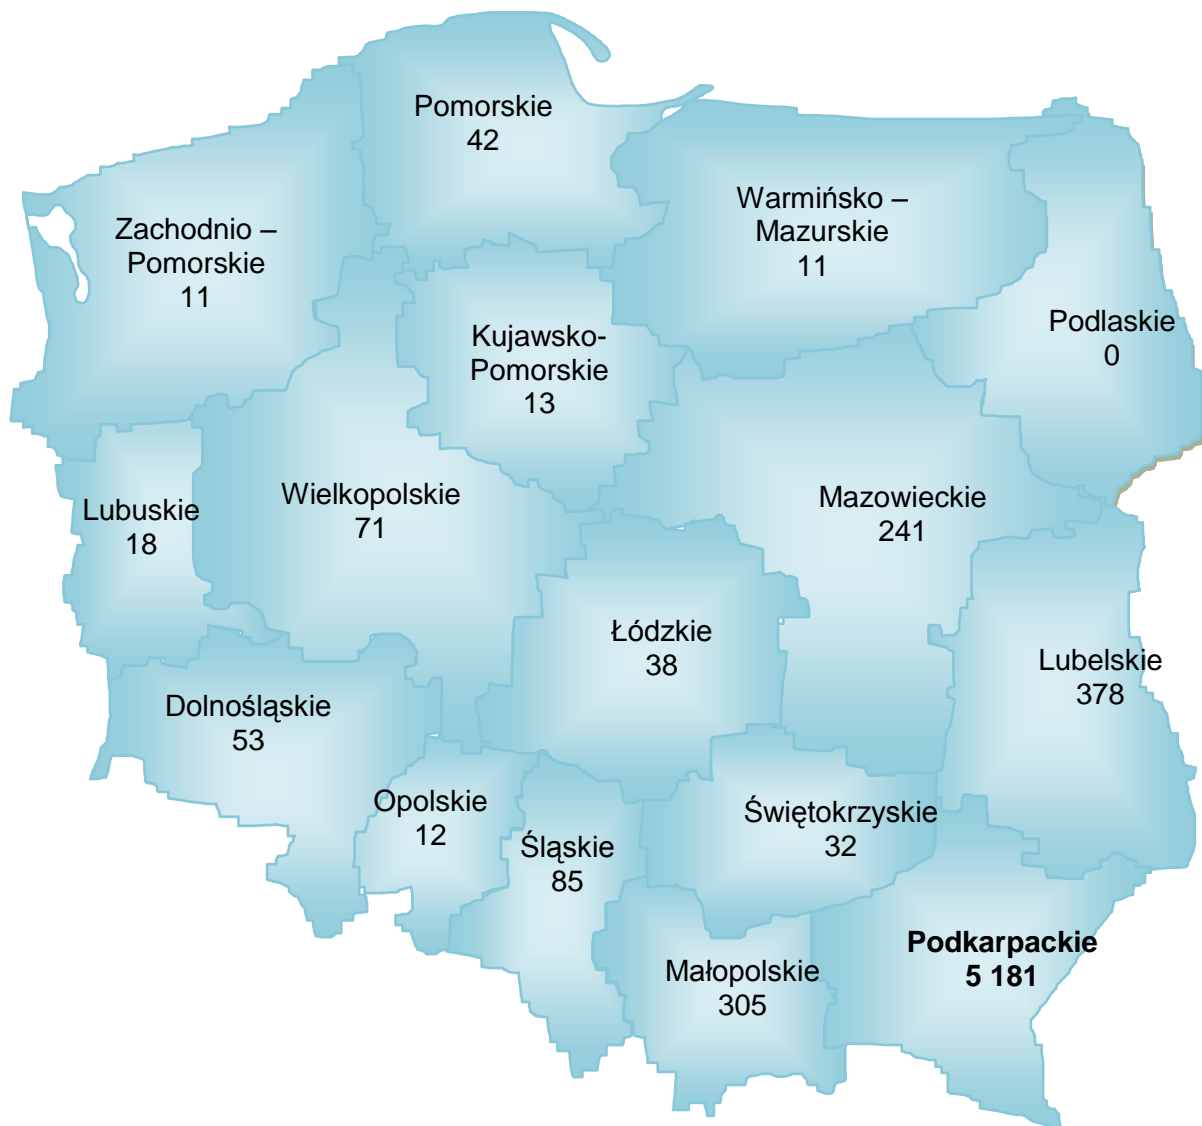 Pomorskie
42
Warmińsko –
Mazurskie
11
Zachodnio –
Pomorskie
11
Podlaskie
0
Kujawsko-
Pomorskie
13
Wielkopolskie
71
Mazowieckie
241
Lubuskie
18
Łódzkie
38
Lubelskie
378
Dolnośląskie
53
Opolskie
12
Śląskie
85
Świętokrzyskie
32
Podkarpackie
5 181
Małopolskie
305